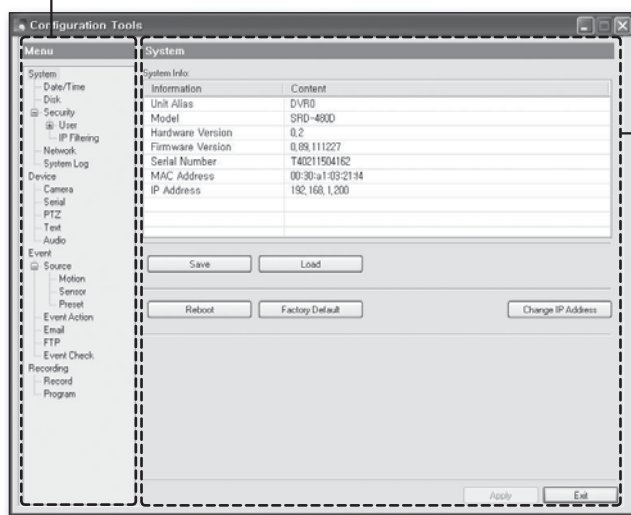 Configuration Tools
Menu
System
Date/Time
Disk
Security
User
IP Filtering
Network
System Log
Device
Camera
Serial
PTZ
Text
Audio
Event
Source
Motion
Sensor
Preset
Event Action
Email
FTP
Event Check
Recording
Record
Program
System
System Info:
Information Content
Unit Alias DVR0
Model SRD-480D
Hardware Version 0,2
Firmware Version 0,89,111227
Serial Number T40211504162
MAC Address 00:30:a1:03:21:f4
IP Address 192,168,1,200
Save Load
Reboot Factory Default Change IP Address
Apply Exit